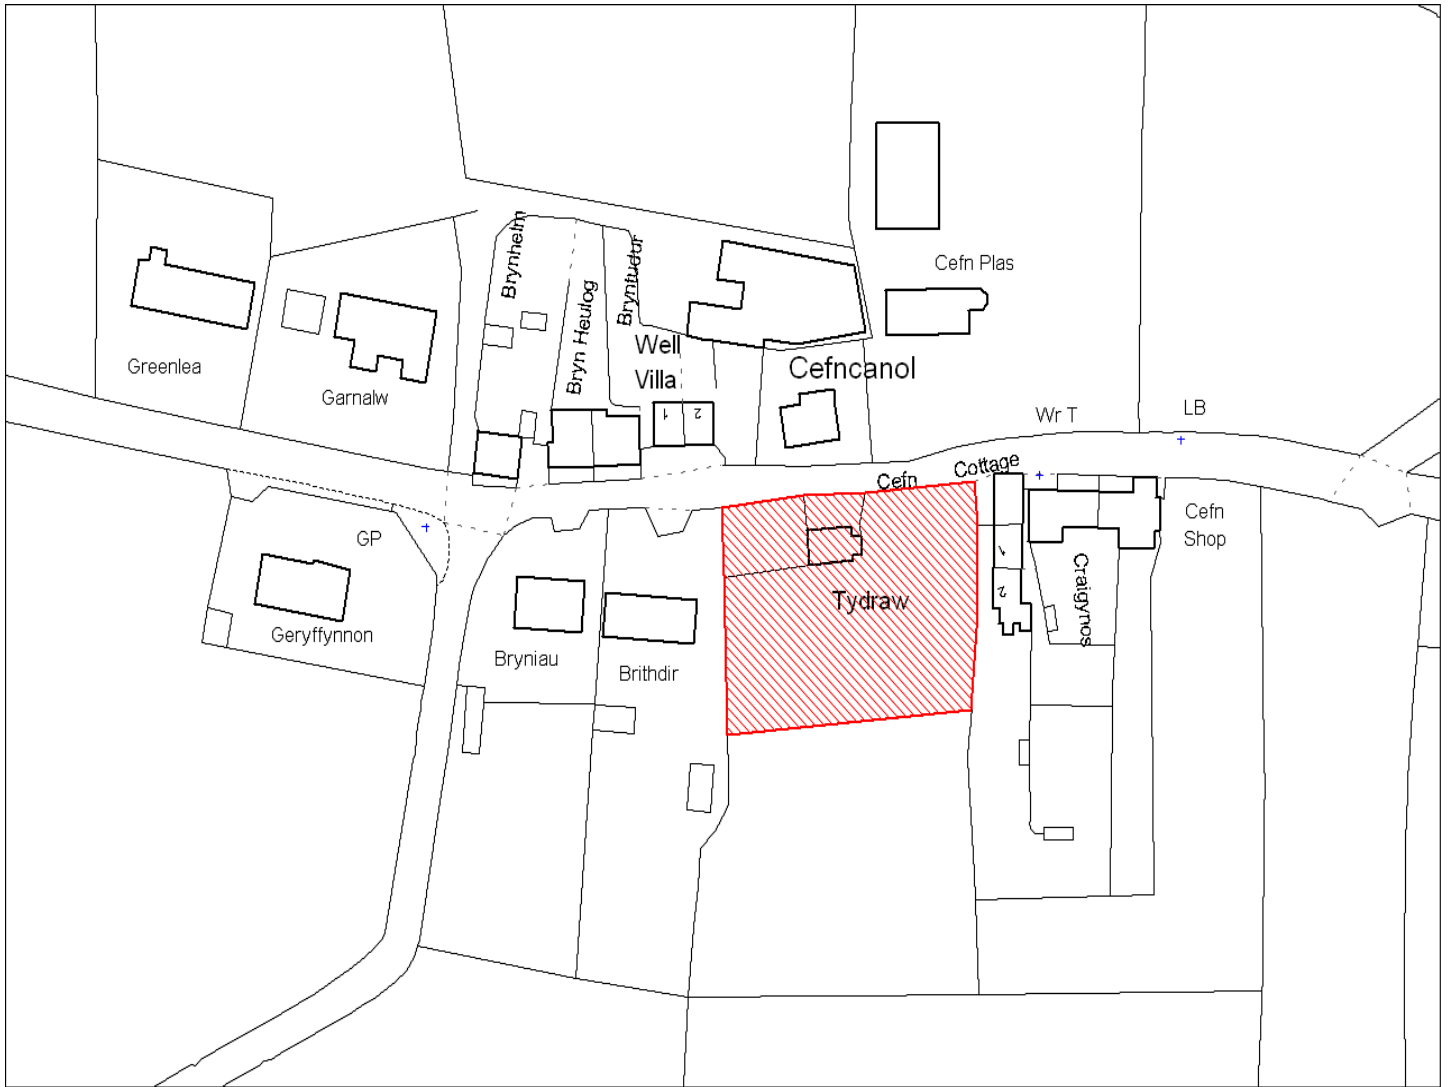 Brynhelm
Bryntudur
Cefn Plas
Bryn Heulog
Well
Villa
Greenlea
Cefncanol
Garnalw
1
2
Wr T
LB
Cefn Cottage
Cefn
Shop
GP
1
2
Craigynos
Tydraw
Geryffynnon
Bryniau
Brithdir